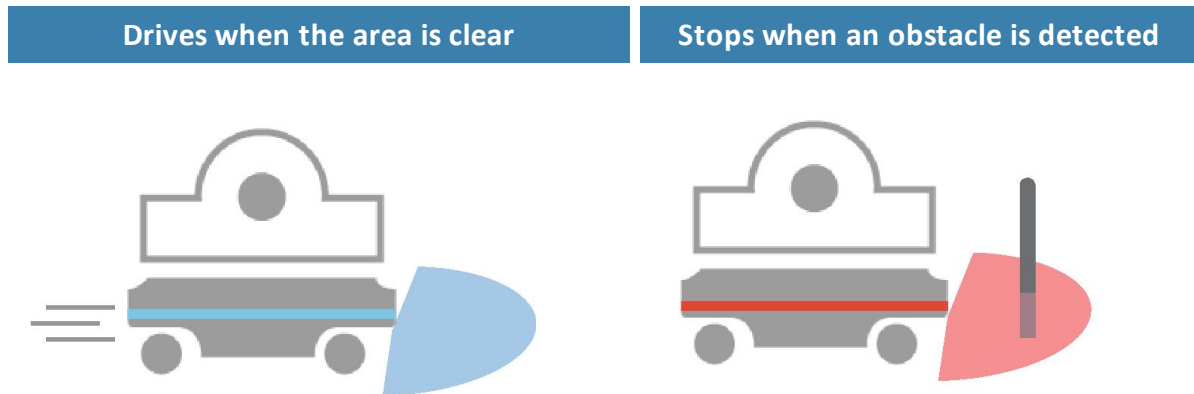 Drives when the area is clear
Stops when an obstacle is detected